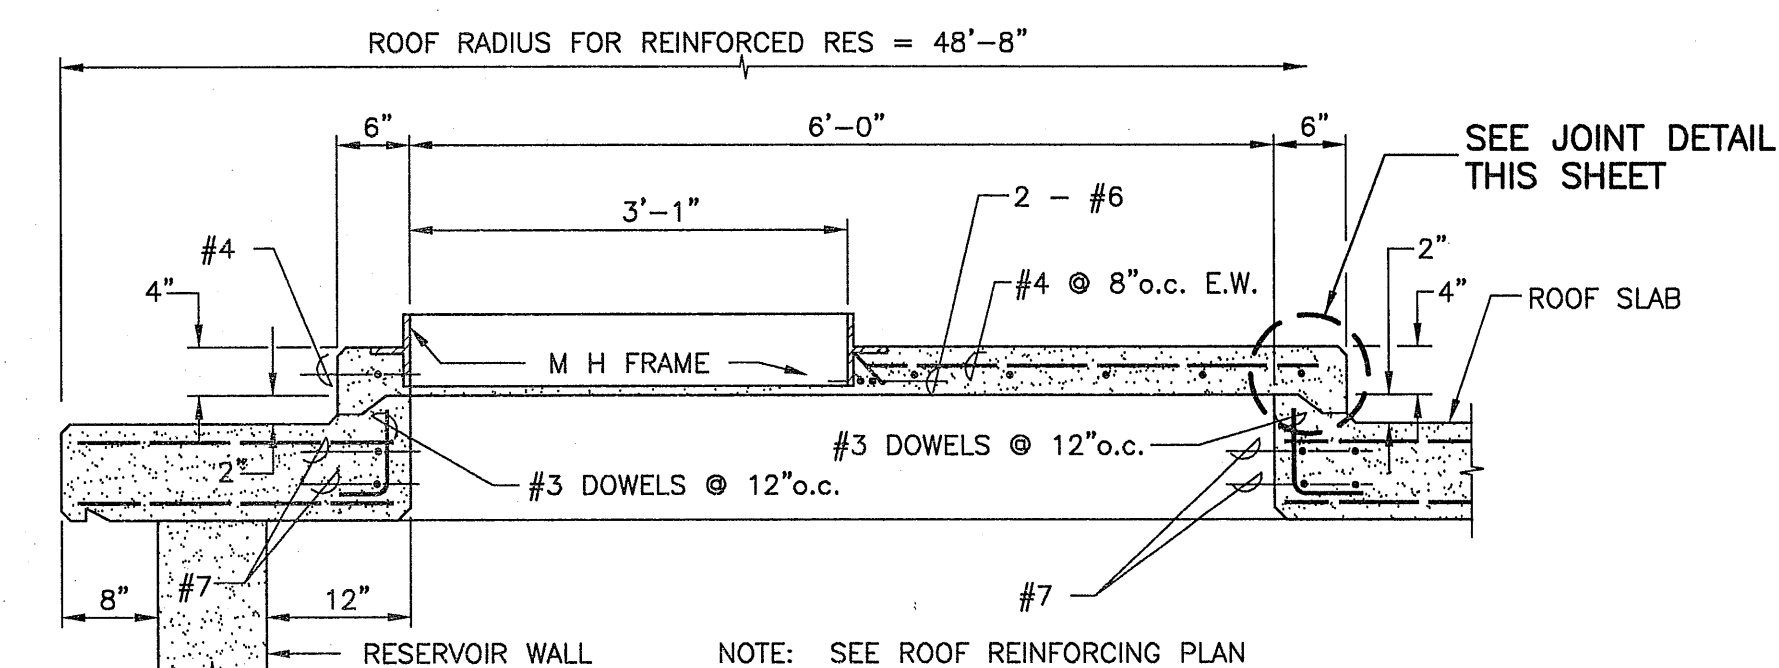 ROOF RADIUS FOR REINFORCED RES = 48'-8"
6"
6'-0"
6"
SEE JOINT DETAIL
THIS SHEET
2 - #6
3'-1"
#4
2"
4"
#4 @ 8"o.c. E.W.
4"
ROOF SLAB
M H FRAME
#3 DOWELS @ 12"o.c.
2"
#3 DOWELS @ 12"o.c.
#7
#7
8"
12"
RESERVOIR WALL
NOTE: SEE ROOF REINFORCING PLAN